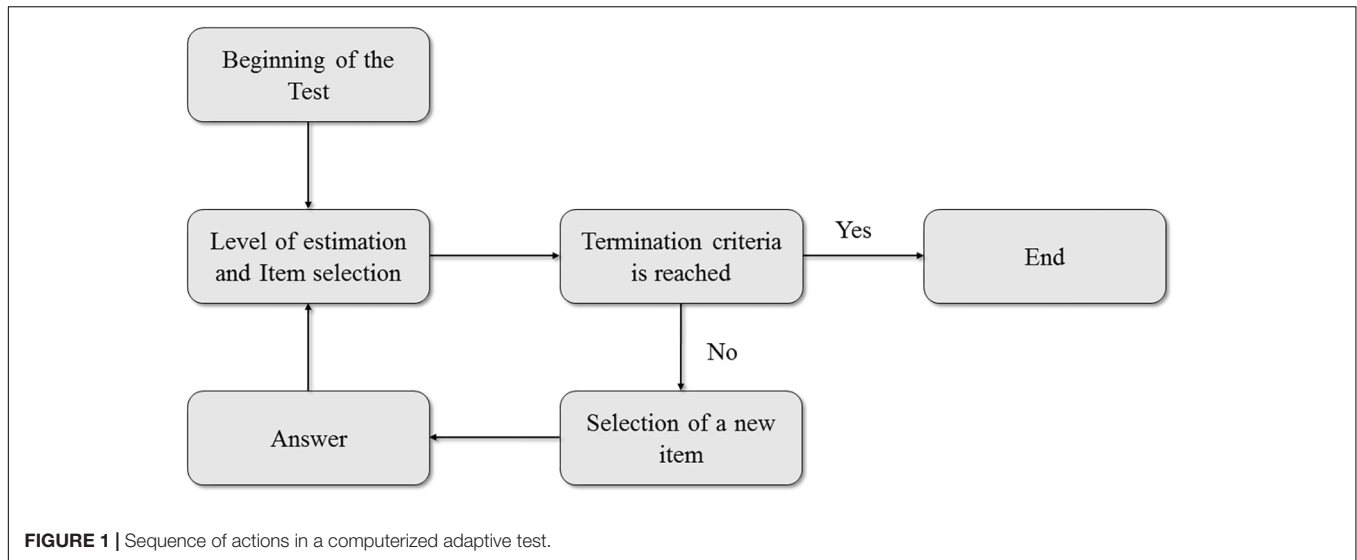 Beginning of the
Test
Level of estimation
and Item selection
Termination criteria
is reached
Yes
End
No
Answer
Selection of a new
item
FIGURE 1 | Sequence of actions in a computerized adaptive test.